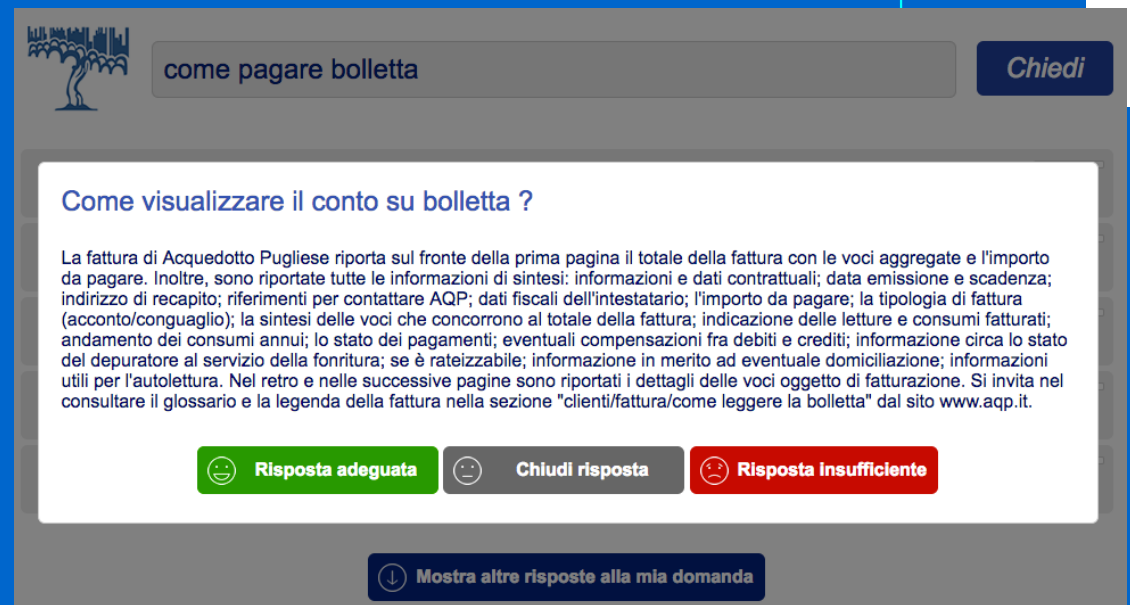 come pagare bolletta
Chiedi
Come visualizzare il conto su bolletta ?
La fattura di Acquedotto Pugliese riporta sul fronte della prima pagina il totale della fattura con le voci aggregate e l'importo
da pagare. Inoltre, sono riportate tutte le informazioni di sintesi: informazioni e dati contrattuali; data emissione e scadenza;
indirizzo di recapito; riferimenti per contattare AQP; dati fiscali dell'intestatario; l'importo da pagare; la tipologia di fattura
(acconto/conguaglio); la sintesi delle voci che concorrono al totale della fattura; indicazione delle letture e consumi fatturati;
andamento dei consumi annui; lo stato dei pagamenti; eventuali compensazioni fra debiti e crediti; informazione circa lo stato
del depuratore al servizio della fonritura; se è rateizzabile; informazione in merito ad eventuale domiciliazione; informazioni
utili per l'autolettura. Nel retro e nelle successive pagine sono riportati i dettagli delle voci oggetto di fatturazione. Si invita nel
consultare il glossario e la legenda della fattura nella sezione "clienti/fattura/come leggere la bolletta" dal sito www.aqp.it.
Risposta adeguata
Chiudi risposta
Risposta insufficiente
Mostra altre risposte alla mia domanda